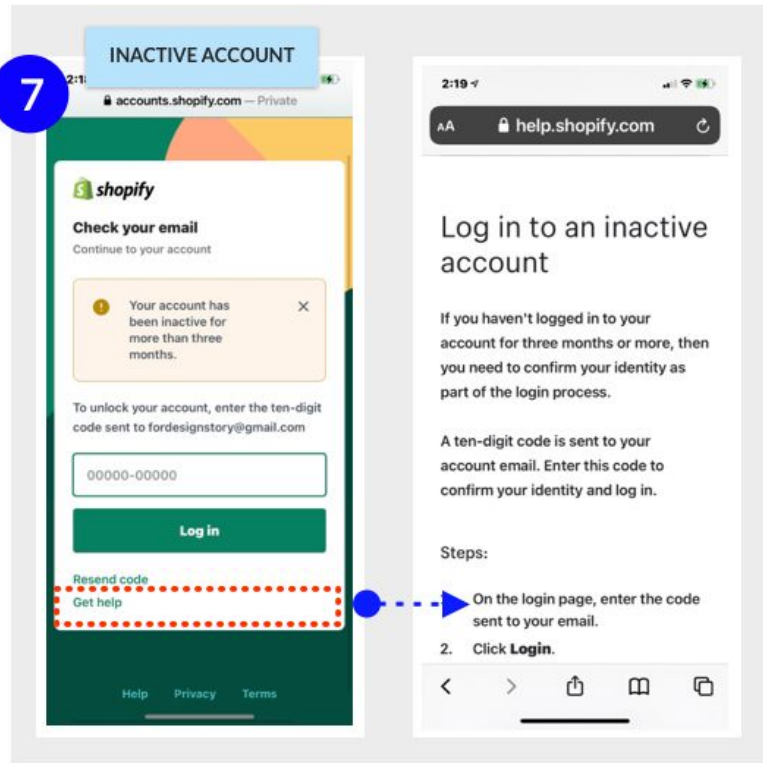 INACTIVE ACCOUNT
7
accounts.shopify.com — Private
shopify
Check your email
Continue to your account
Your account has
been inactive for
more than three
months.
To unlock your account, enter the ten-digit
code sent to fordesignstory@gmail.com
00000-00000
Log in
Resend code
Get help
Help Privacy Terms
2:19
AA help.shopify.com
Log in to an inactive
account
If you haven't logged in to your
account for three months or more, then
you need to confirm your identity as
part of the login process.
A ten-digit code is sent to your
account email. Enter this code to
confirm your identity and log in.
Steps:
On the login page, enter the code
sent to your email.
2. Click Login.